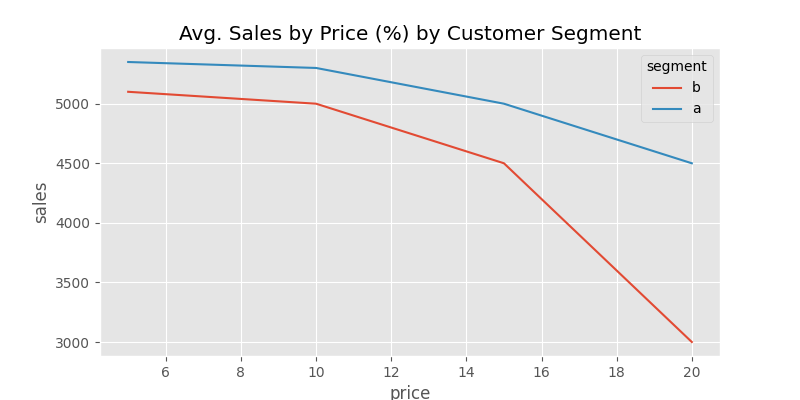 Avg. Sales by Price (%) by Customer Segment
segment
b
a
5000
4500
4000
3500
3000
sales
6 8 10 12 14 16 18 20
price